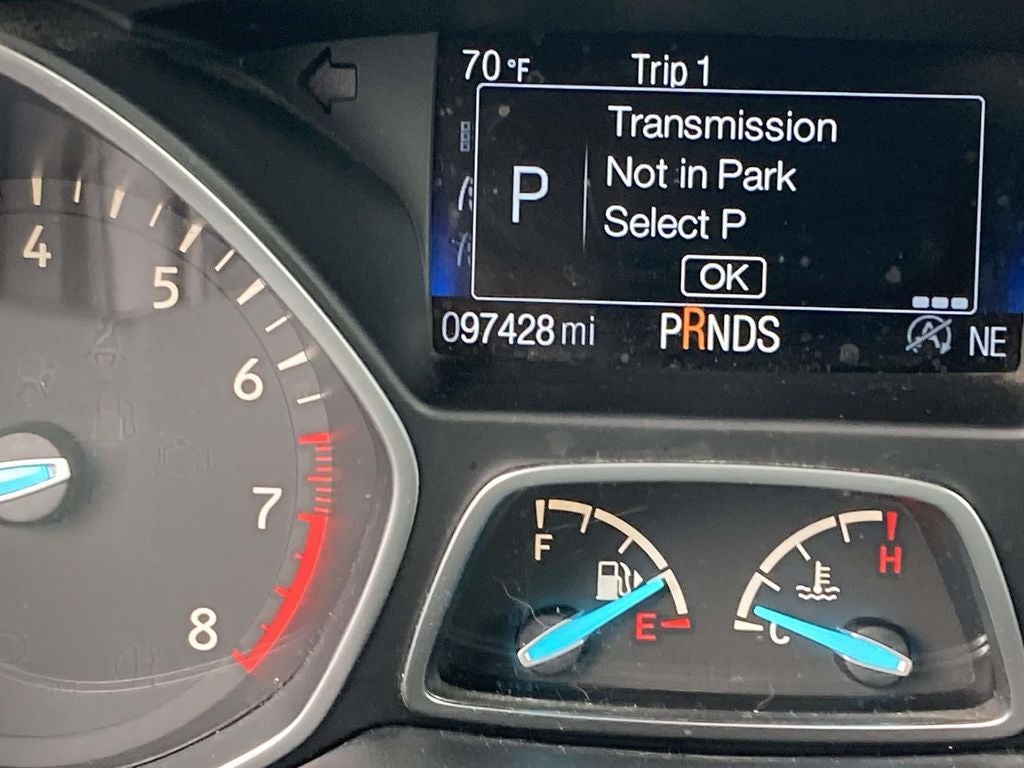 70 °F
Trip 1
P
Transmission
Not in Park
Select P
OK
097428 mi
PRNDS
A
NE
4
5
6
7
8
F
E
H
C